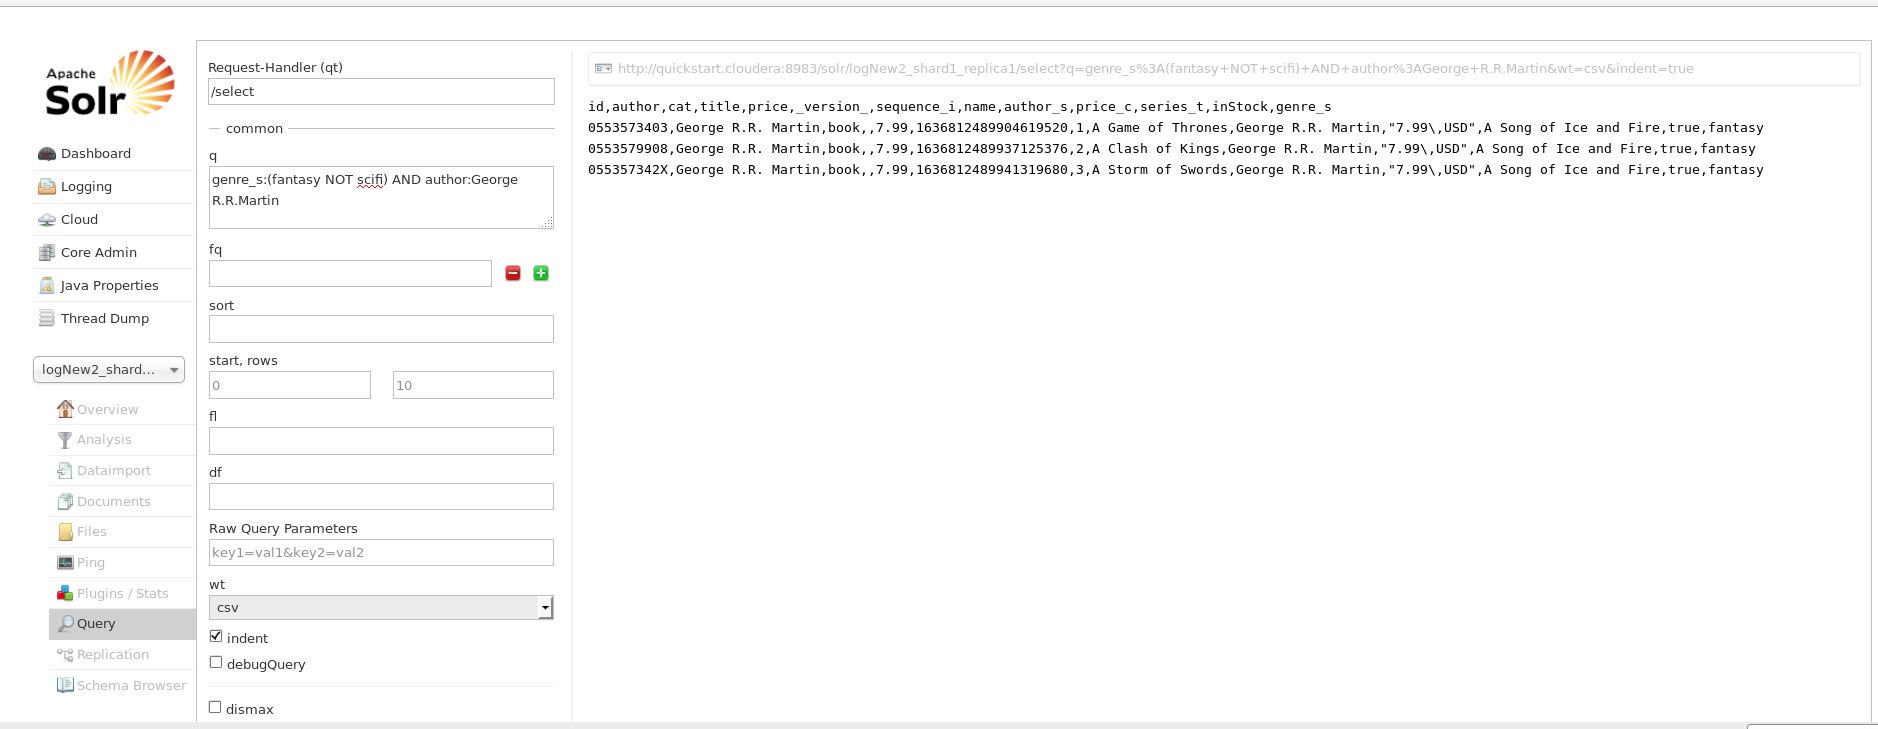 Apache
Solr
Dashboard
Logging
Cloud
Core Admin
Java Properties
Thread Dump
logNew2_shard...
Overview
Analysis
Dataimport
Documents
Files
Ping
Plugins / Stats
Query
Replication
Schema Browser
Request-Handler (qt)
/select
common
q
genre_s:(fantasy NOT scifi) AND author:George
R.R.Martin
fq
sort
start, rows
0 10
fl
df
Raw Query Parameters
key1=val1&key2=val2
wt
csv
indent
debugQuery
dismax
http://quickstart.cloudera:8983/solr/logNew2_shard1_replica1/select?q=genre_s%3A(fantasy+NOT+scifi)+AND+author%3AGeorge+R.R.Martin&wt=csv&indent=true
id,author,cat,title,price,_version_,sequence_i,name,author_s,price_c,series_t,inStock,genre_s
0553573403,George R.R. Martin,book,,7.99,1636812489904619520,1,A Game of Thrones,George R.R. Martin,"7.99\,USD",A Song of Ice and Fire,true,fantasy
0553579908,George R.R. Martin,book,,7.99,1636812489937125376,2,A Clash of Kings,George R.R. Martin,"7.99\,USD",A Song of Ice and Fire,true,fantasy
055357342X,George R.R. Martin,book,,7.99,1636812489941319680,3,A Storm of Swords,George R.R. Martin,"7.99\,USD",A Song of Ice and Fire,true,fantasy